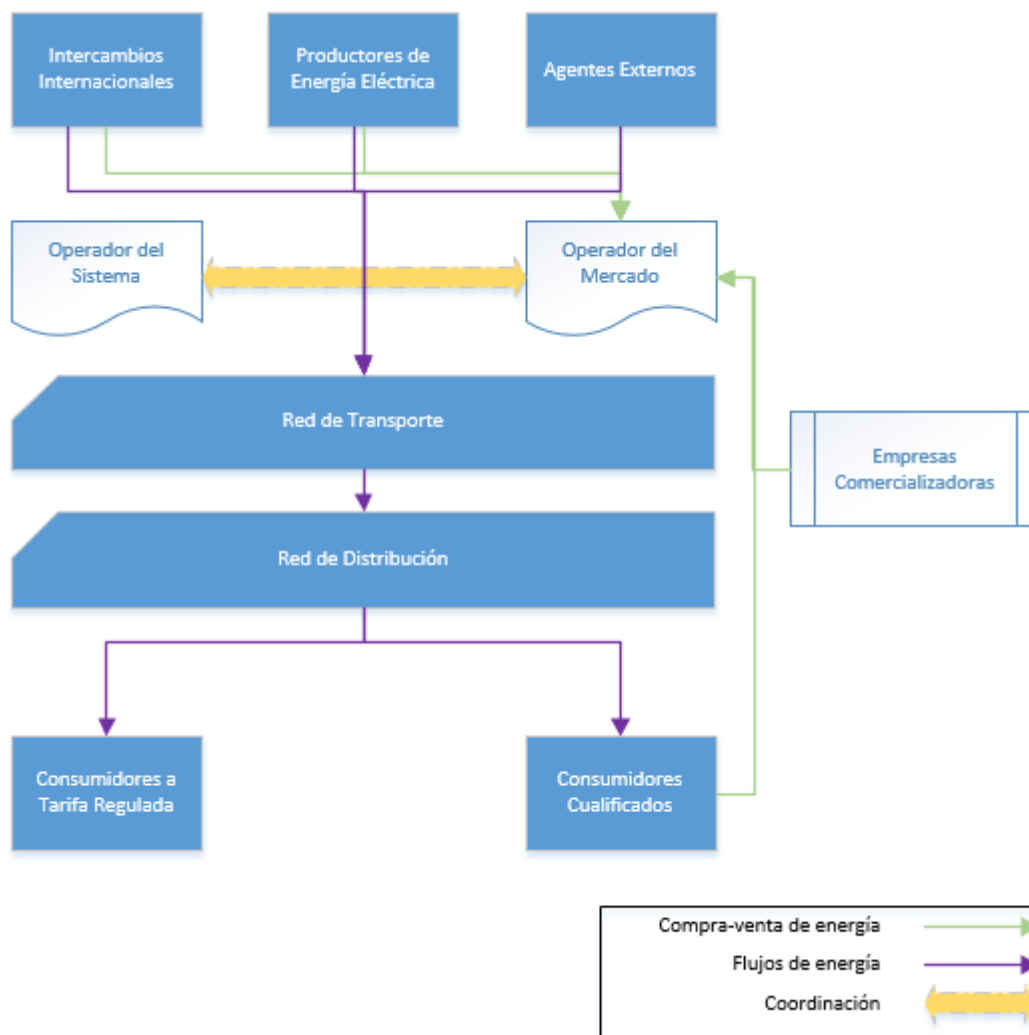 Intercambios
Internacionales
Productores de
Energía Eléctrica
Agentes Externos
Operador del
Sistema
Operador del
Mercado
Red de Transporte
Empresas
Comercializadoras
Red de Distribución
Consumidores a
Tarifa Regulada
Consumidores
Cualificados
Compra-venta de energía
Flujos de energía
Coordinación